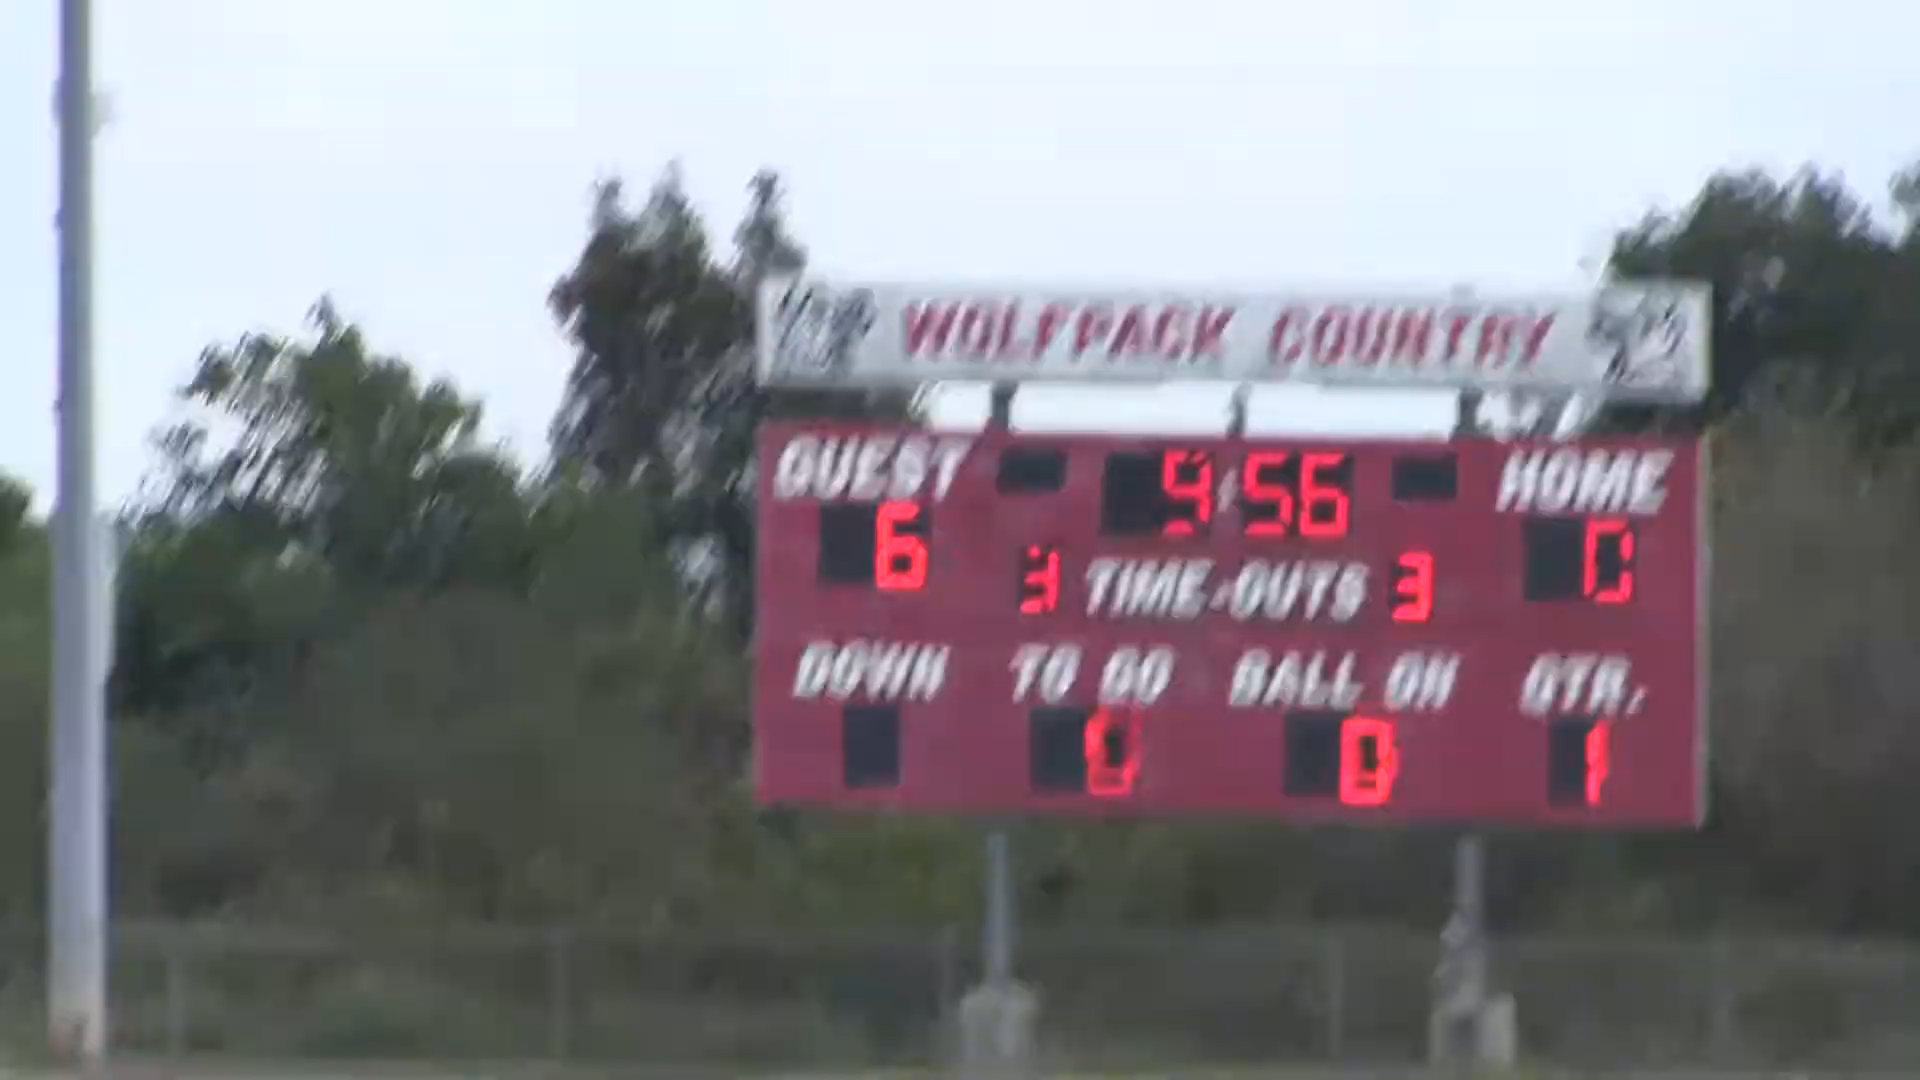 WOLFPACK COUNTRY
GUEST 9:56 HOME
6 3 TIME-OUTS 3 0
DOWN TO GO BALL ON QTR.
0 0 1